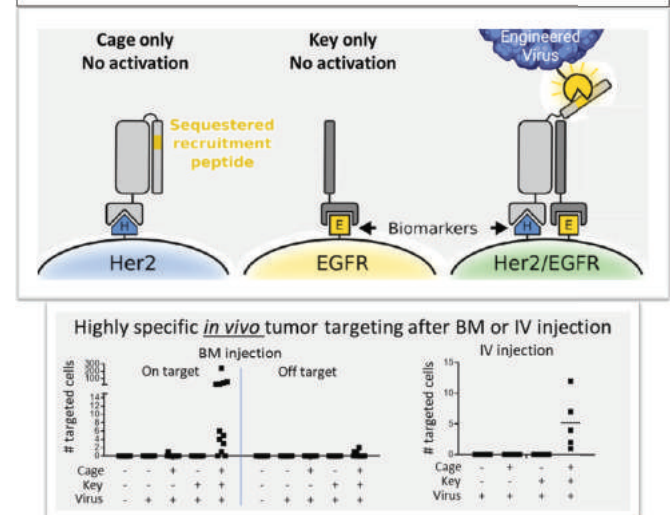 Cage only
No activation
Key only
No activation
Engineered
Virus
Sequestered
recruitment
peptide
H
E
Biomarkers
H
E
Her2
EGFR
Her2/EGFR
Highly specific in vivo tumor targeting after BM or IV injection
BM injection
IV injection
On target
Off target
# targeted cells
300
200
100
14
12
10
8
6
4
2
0
# targeted cells
15
10
5
0
Cage - - + - + - - + - + - + - +
Key - - - + + - - - + + - - + +
Virus - + + + + - + + + + + + + +